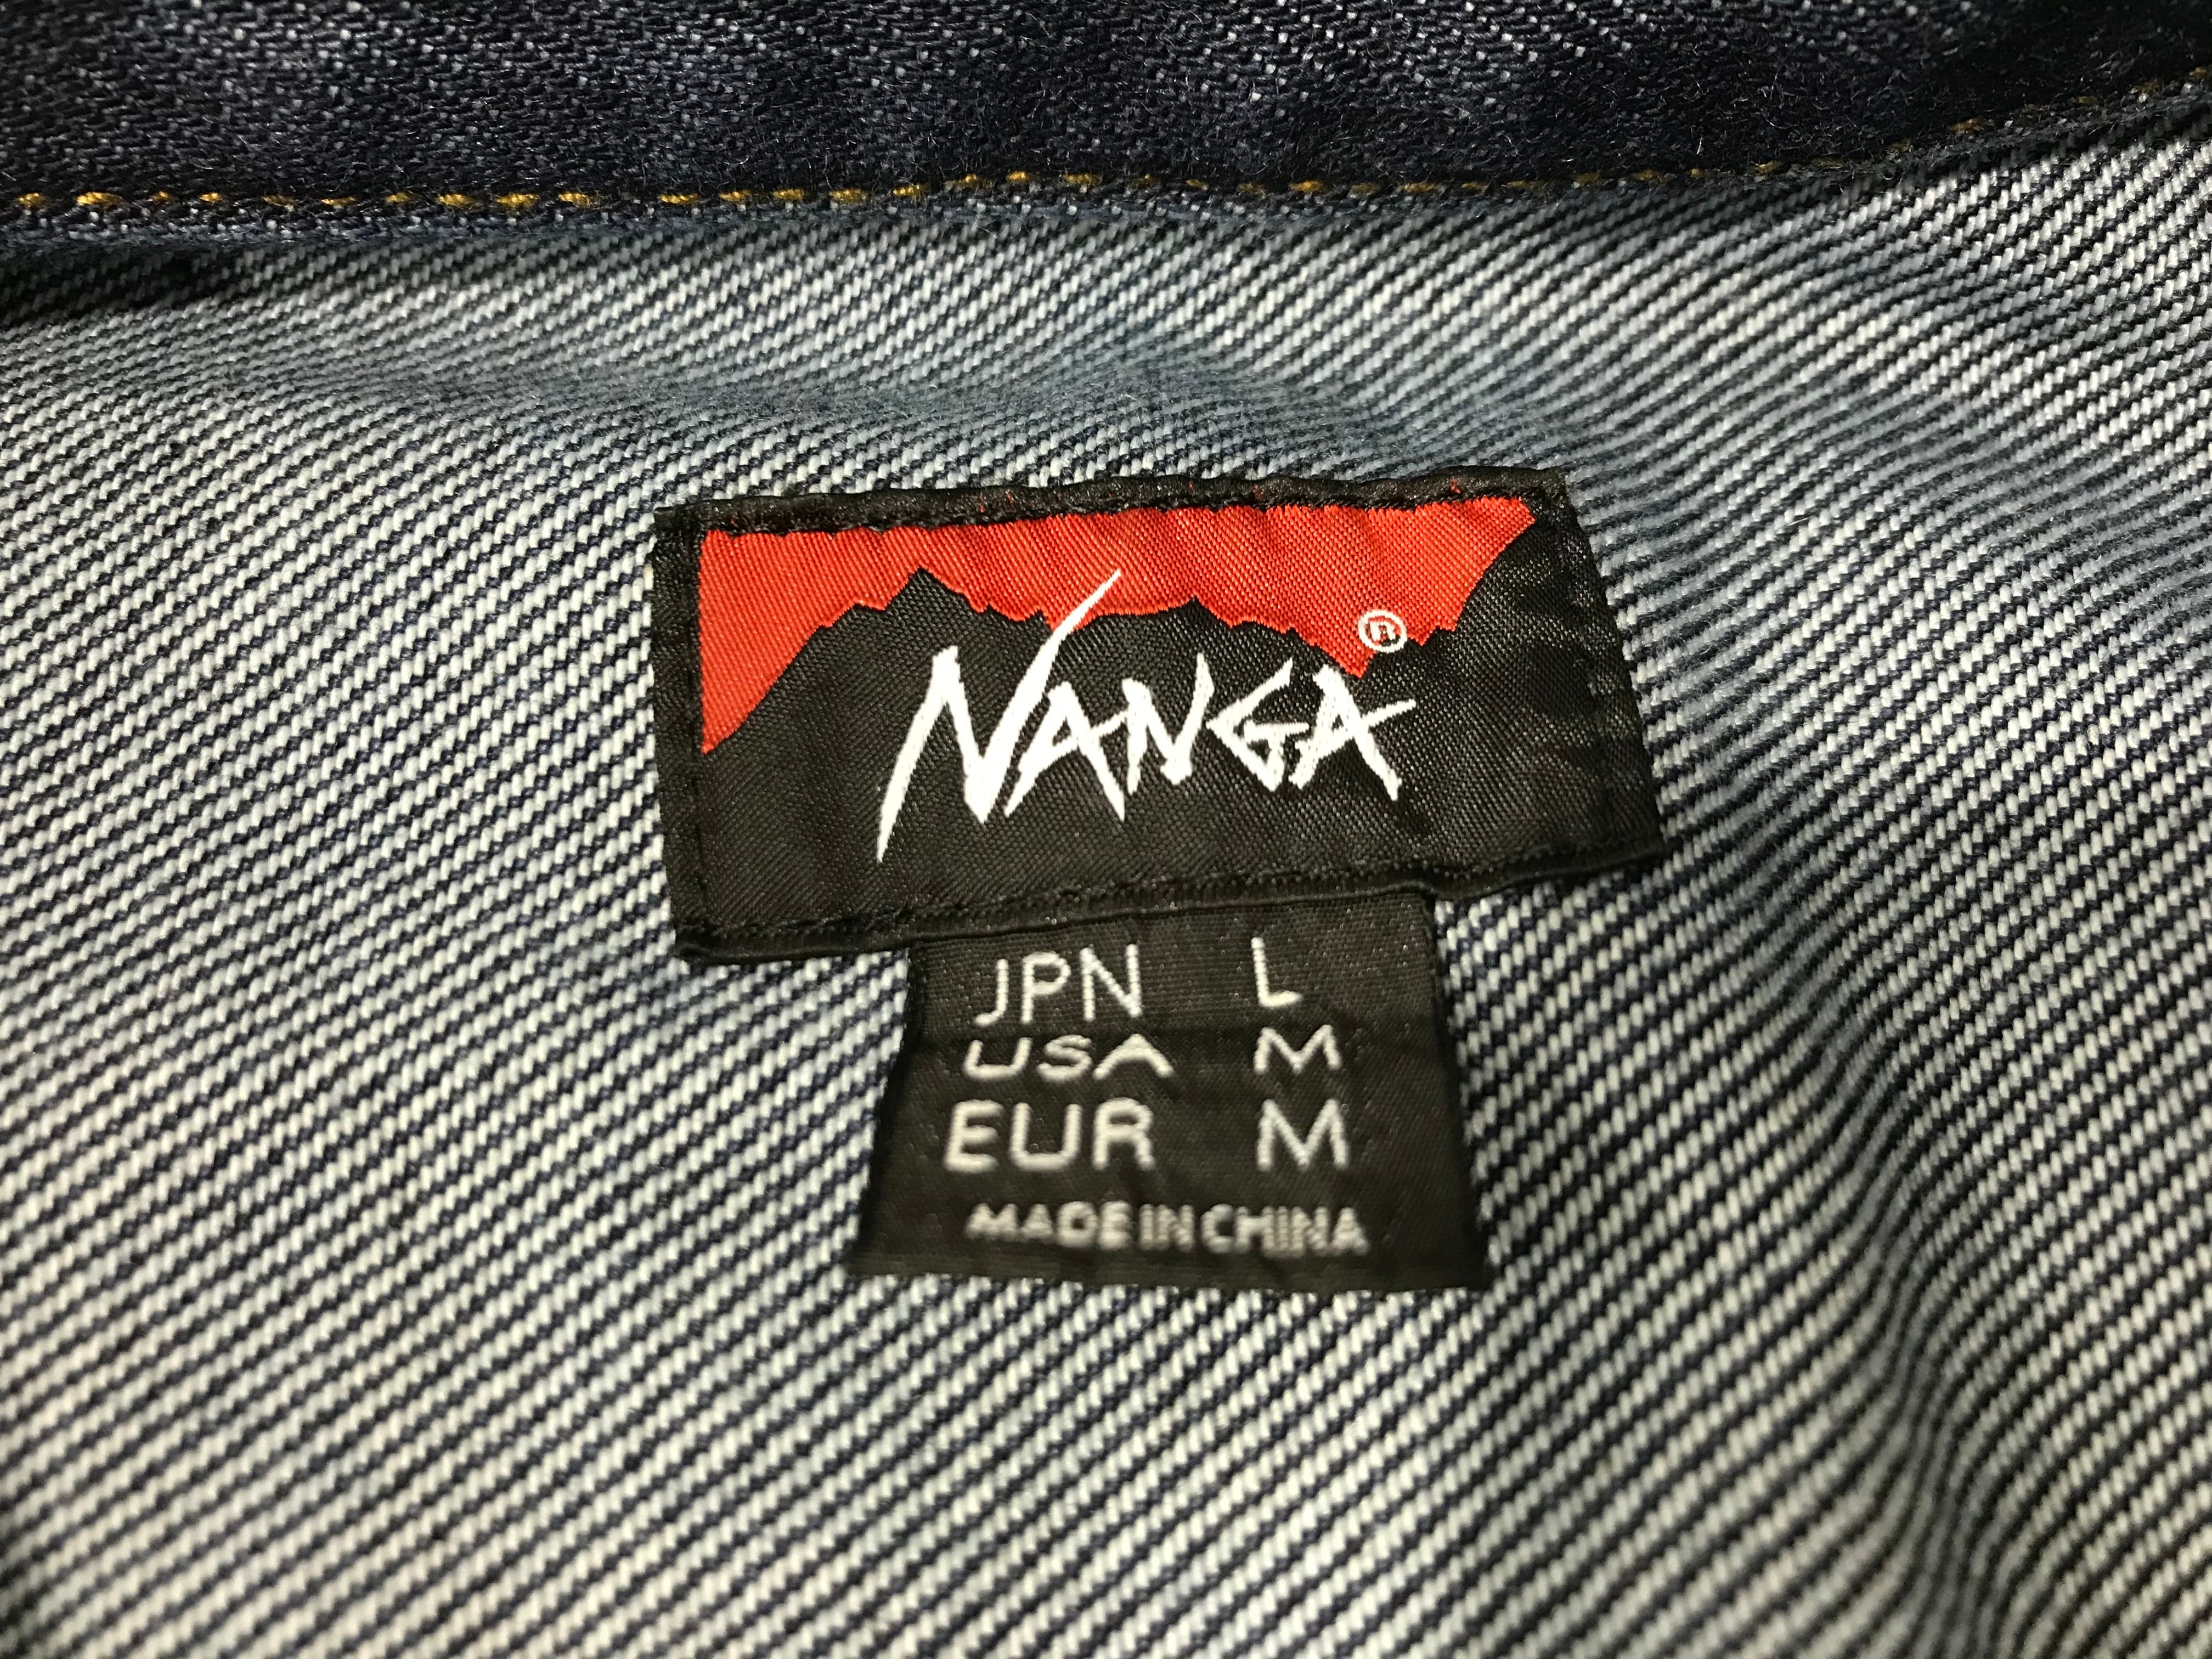 NANGA®
JPN L
USA M
EUR M
MADE IN CHINA